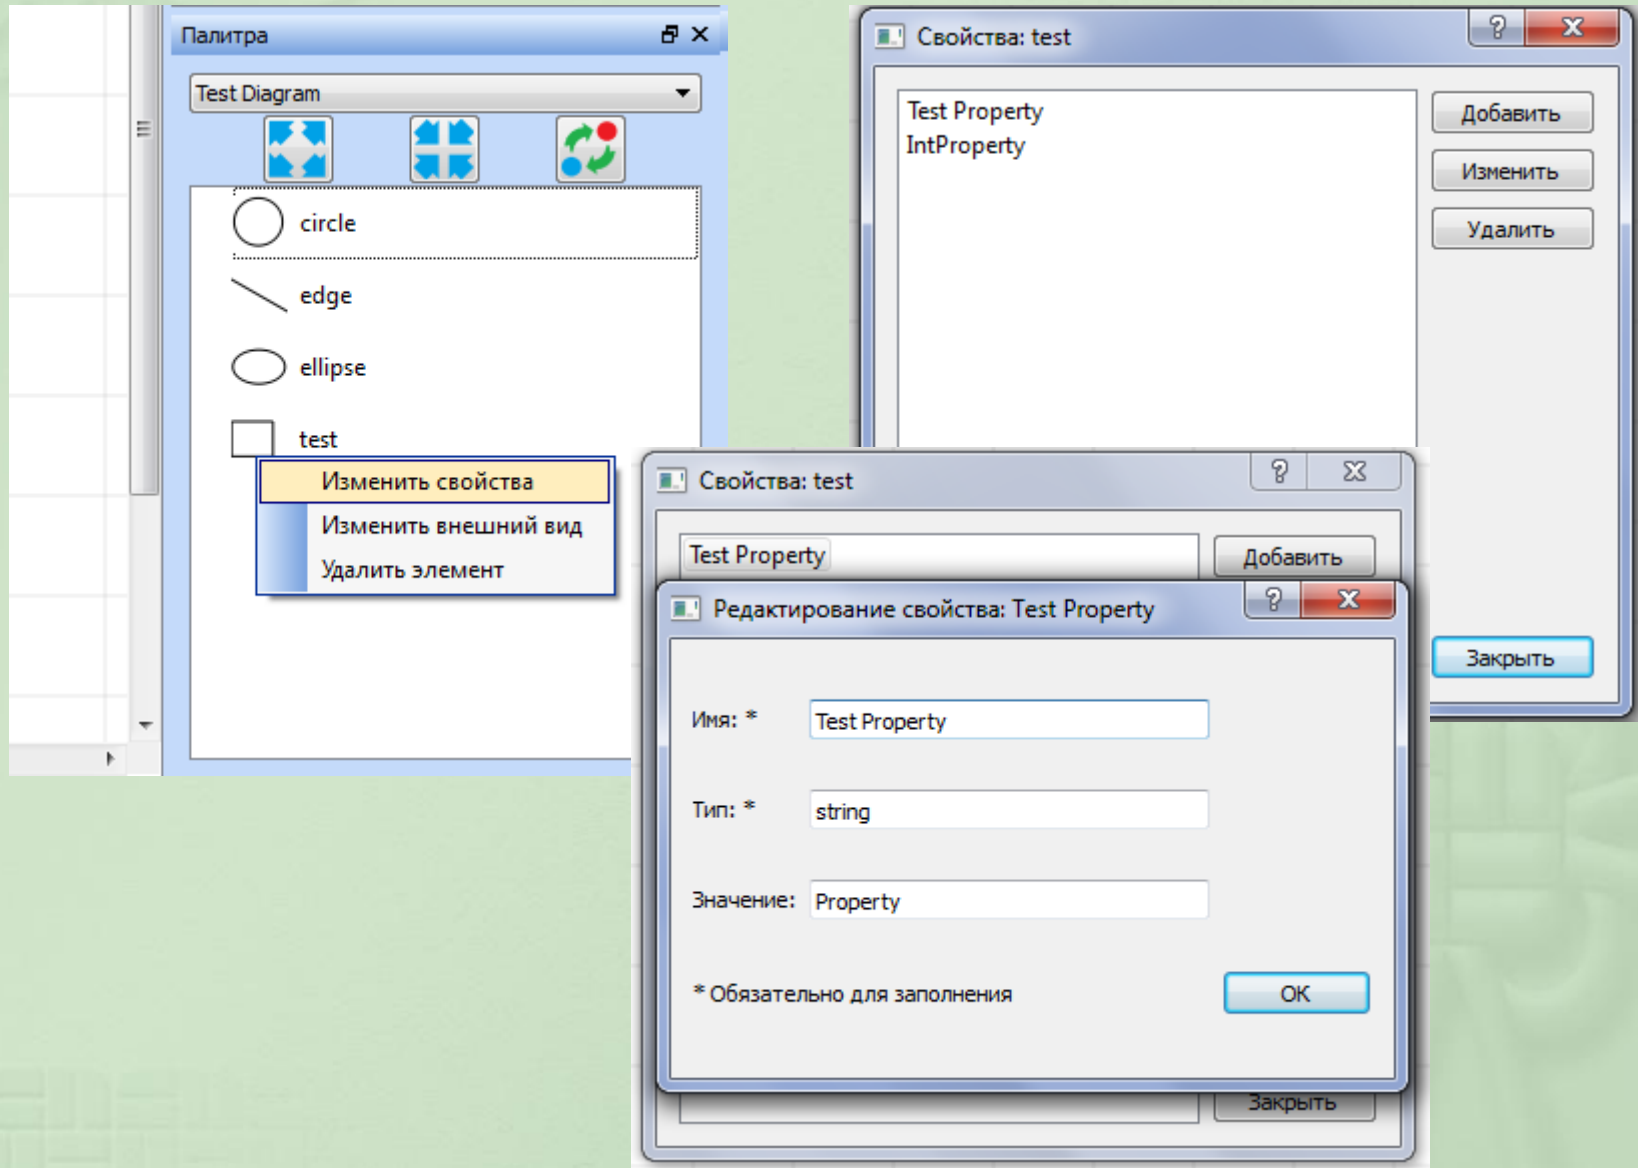 Палитра
Test Diagram
circle
edge
ellipse
test
Изменить свойства
Изменить внешний вид
Удалить элемент
Свойства: test
Test Property
IntProperty
Добавить
Изменить
Удалить
Закрыть
Свойства: test
Test Property
Добавить
Редактирование свойства: Test Property
Имя: * Test Property
Тип: * string
Значение: Property
* Обязательно для заполнения
OK
Закрыть